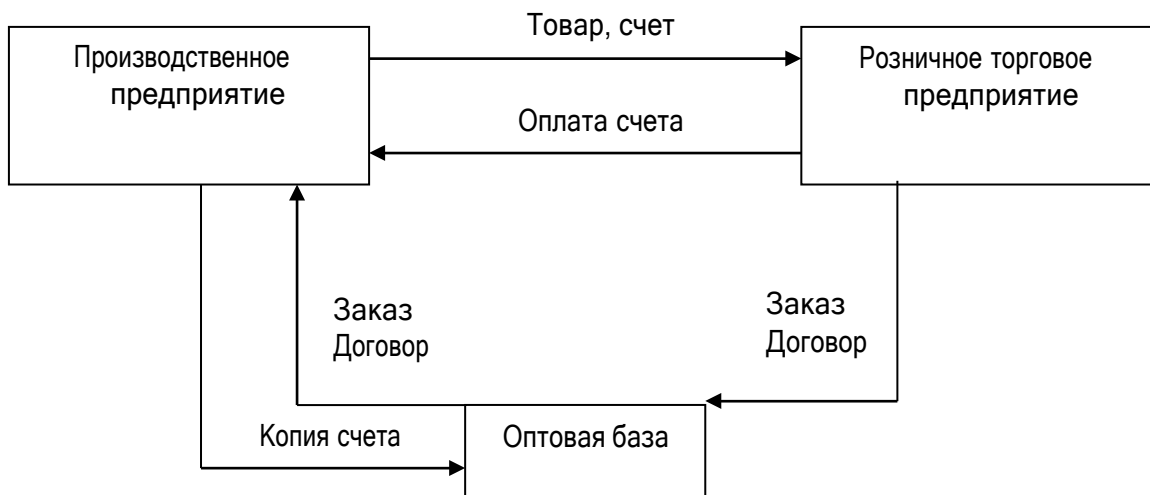 Товар, счет
Производственное
предприятие
Розничное торговое
предприятие
Оплата счета
Заказ
Договор
Заказ
Договор
Копия счета
Оптовая база